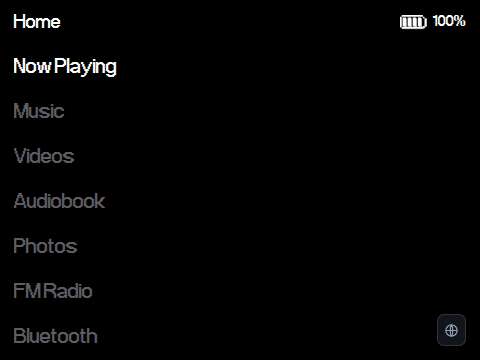 Home
100%
Now Playing
Music
Videos
Audiobook
Photos
FM Radio
Bluetooth